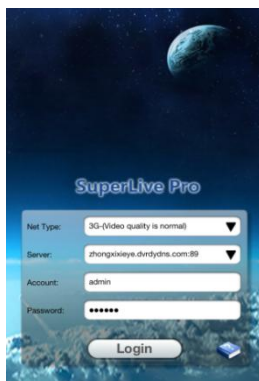 SuperLive Pro
Net Type: 3G-(Video quality is normal)
Server: zhongxixieye.dvrdydns.com:89
Account: admin
Password: ••••••
Login